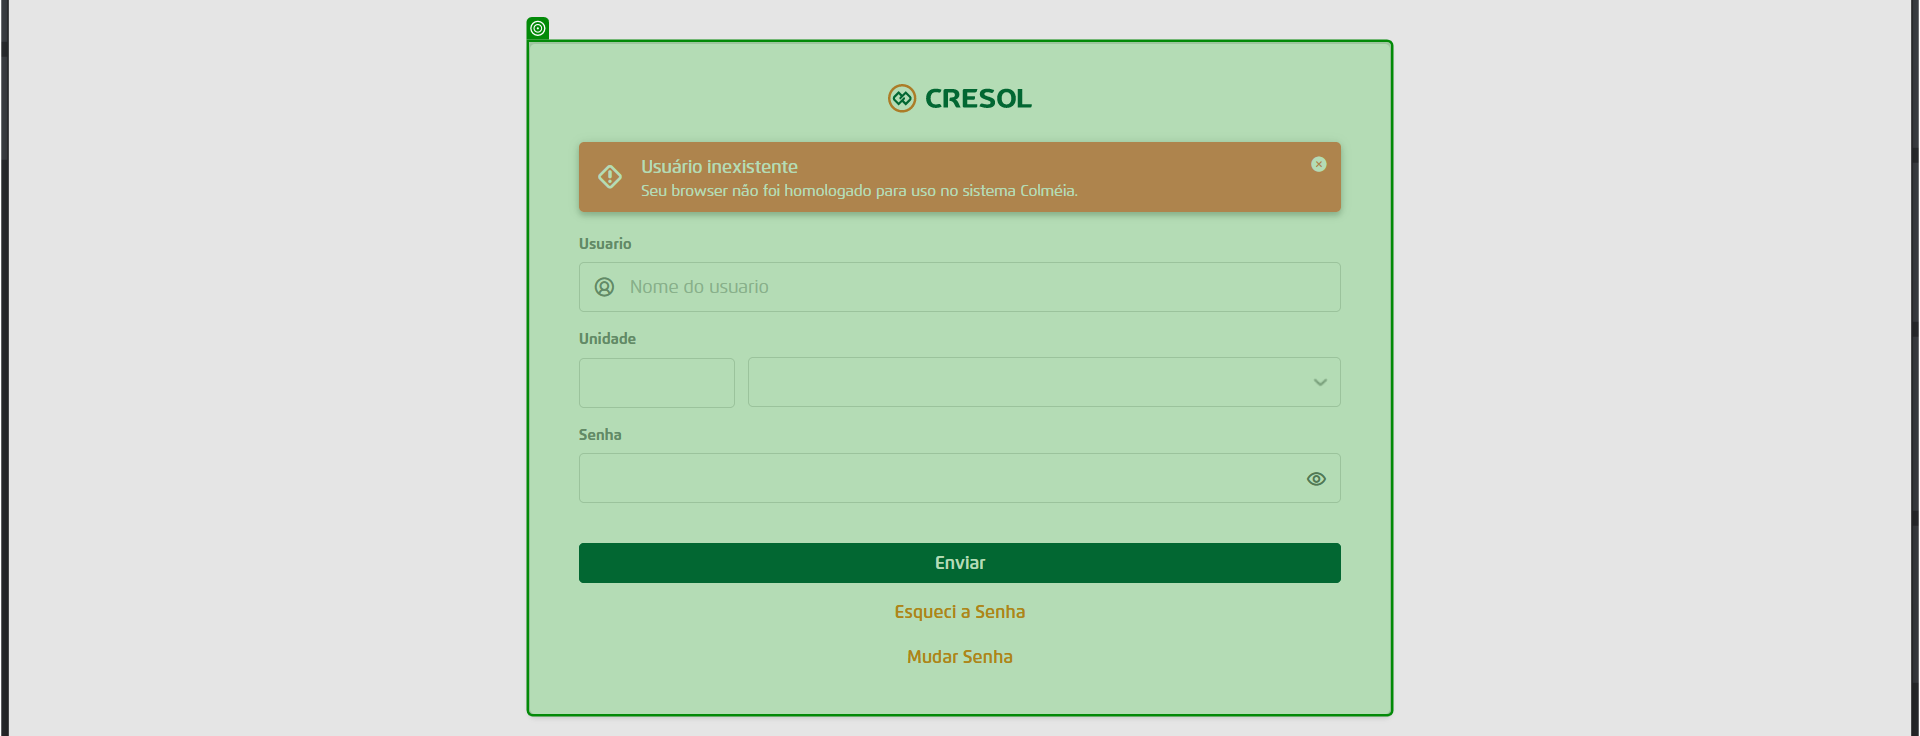 CRESOL
Usuário inexistente
Seu browser não foi homologado para uso no sistema Colméia.
Usuario
Nome do usuario
Unidade
Senha
Enviar
Esqueci a Senha
Mudar Senha